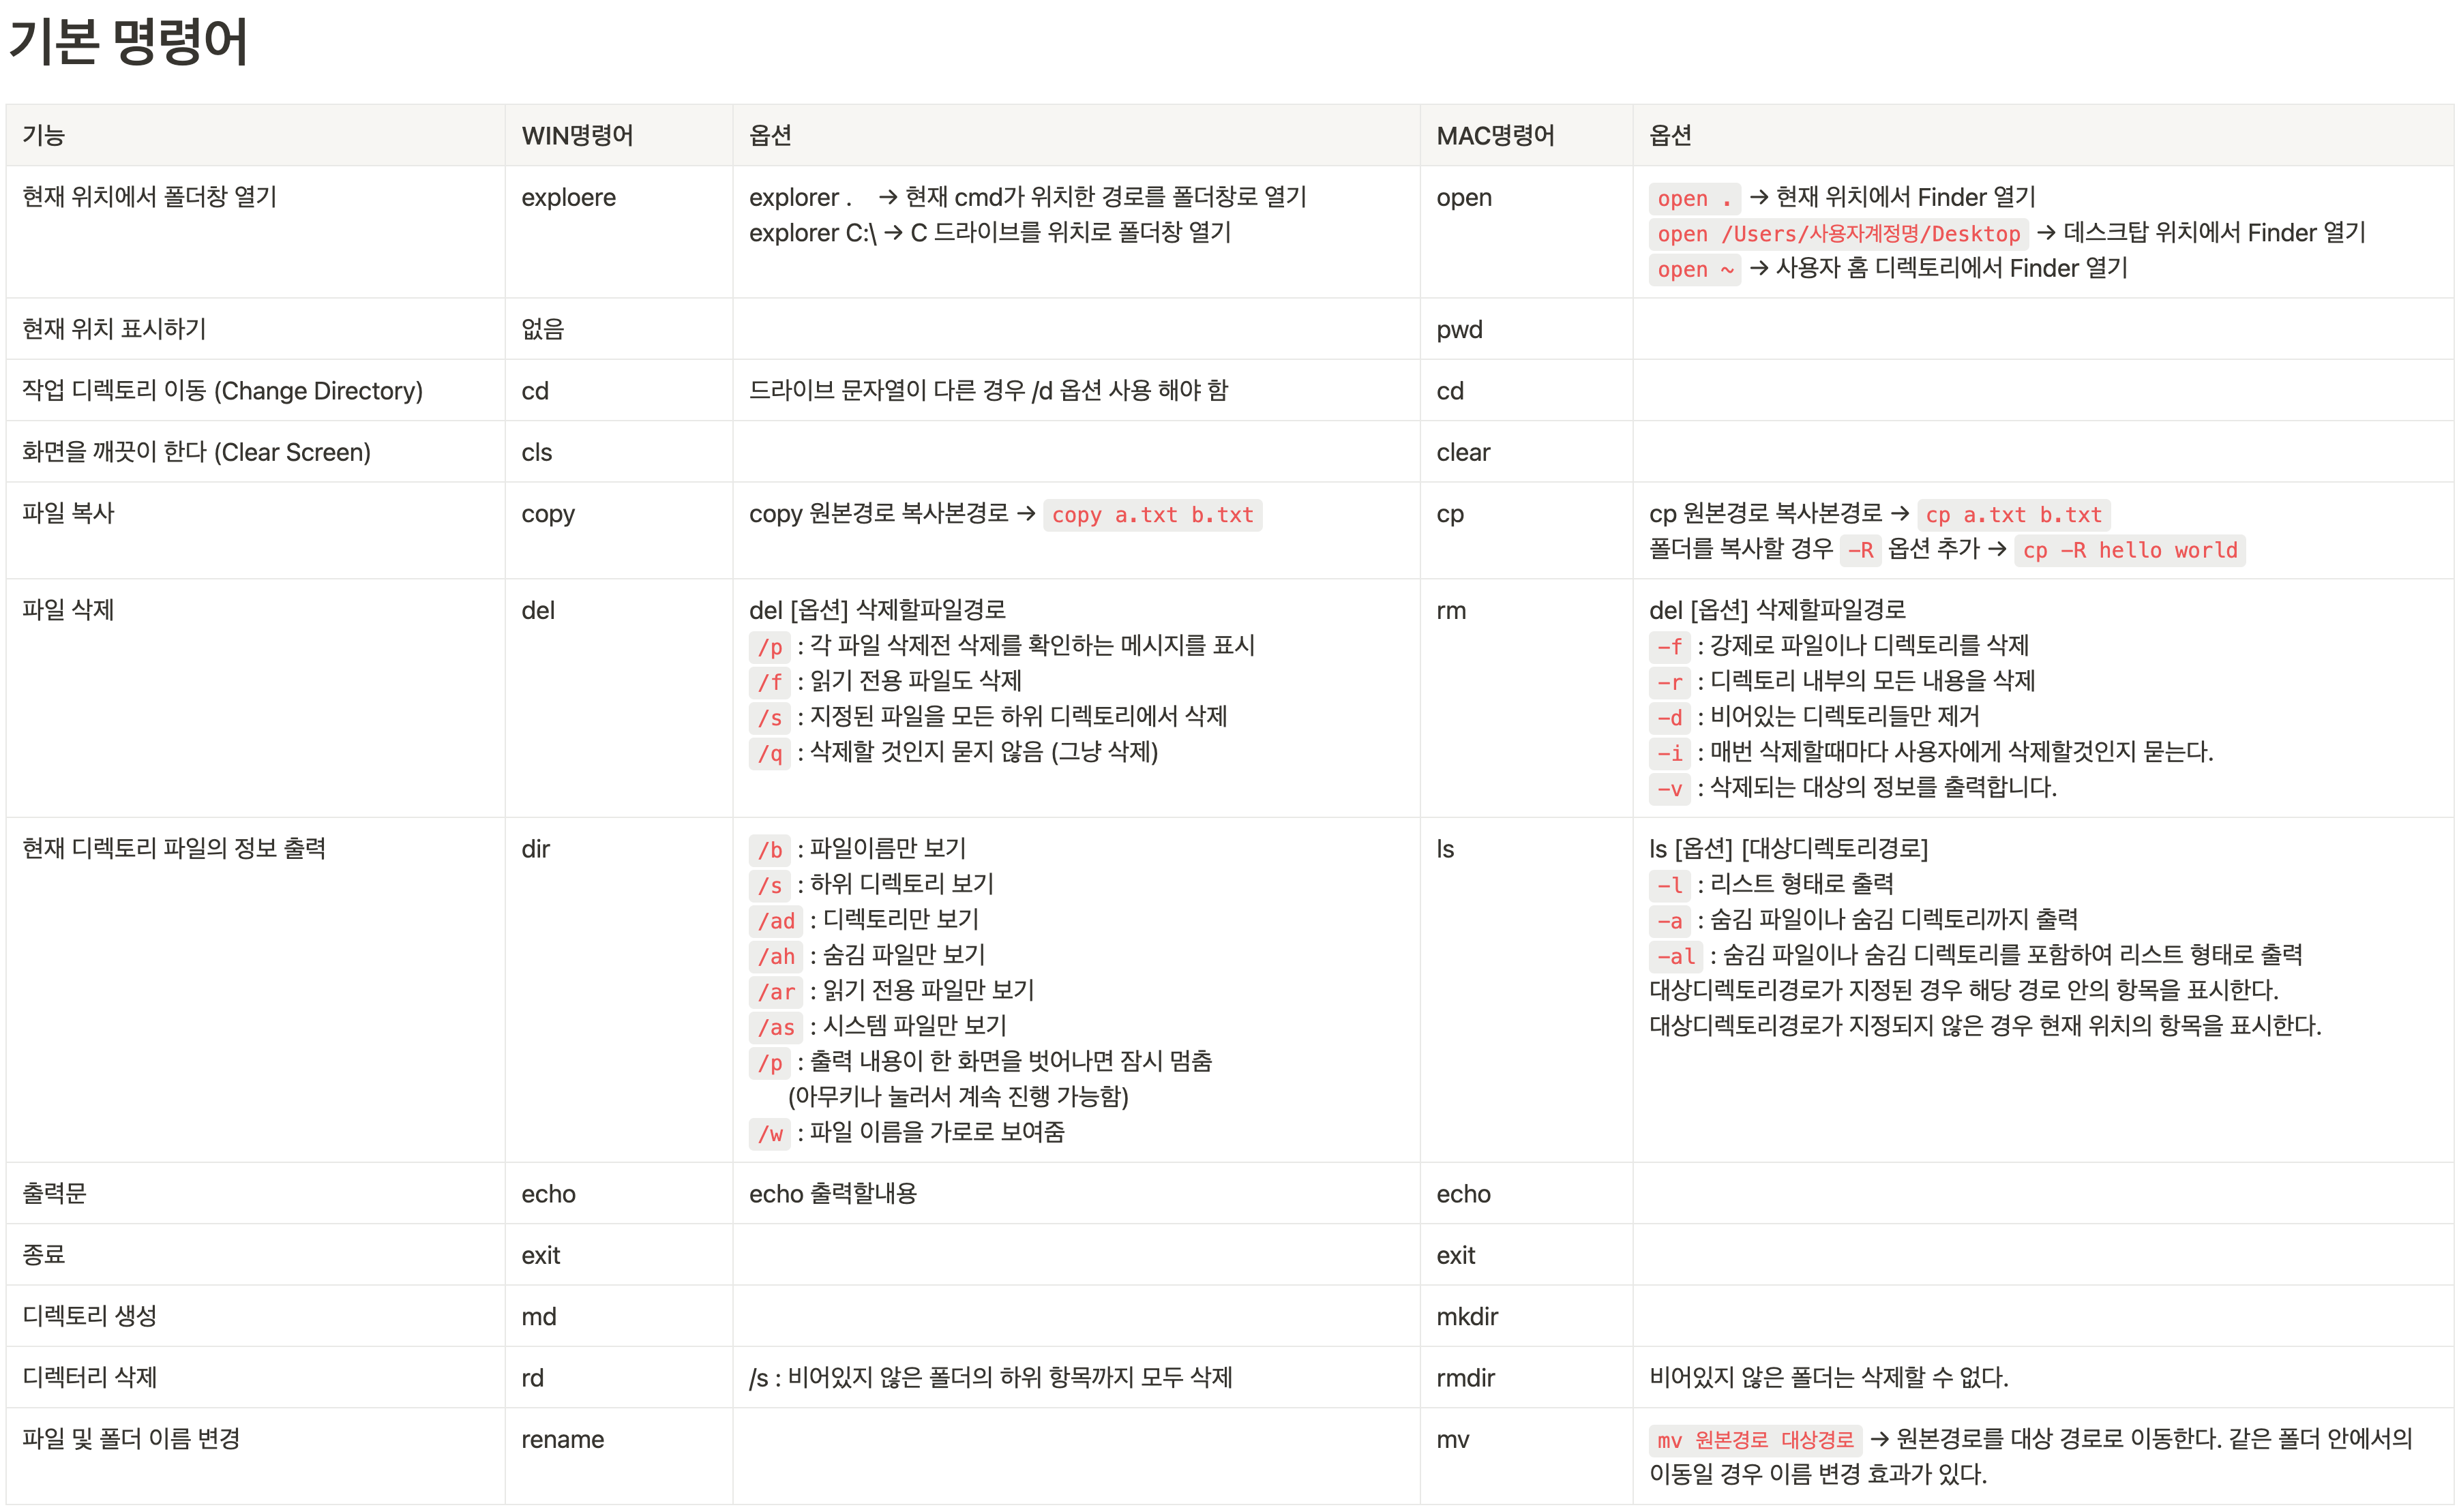 기본 명령어
기능 WIN명령어 옵션 MAC명령어 옵션
현재 위치에서 폴더창 열기 exploere explorer . → 현재 cmd가 위치한 경로를 폴더창로 열기 open open . → 현재 위치에서 Finder 열기
explorer C:\ → C 드라이브를 위치로 폴더창 열기 open /Users/사용자계정명/Desktop → 데스크탑 위치에서 Finder 열기
open ~ → 사용자 홈 디렉토리에서 Finder 열기
현재 위치 표시하기 없음 pwd
작업 디렉토리 이동 (Change Directory) cd 드라이브 문자열이 다른 경우 /d 옵션 사용 해야 함 cd
화면을 깨끗이 한다 (Clear Screen) cls clear
파일 복사 copy copy 원본경로 복사본경로 → copy a.txt b.txt cp cp 원본경로 복사본경로 → cp a.txt b.txt
폴더를 복사할 경우 -R 옵션 추가 → cp -R hello world
파일 삭제 del del [옵션] 삭제할파일경로 rm del [옵션] 삭제할파일경로
/p : 각 파일 삭제전 삭제를 확인하는 메시지를 표시 -f : 강제로 파일이나 디렉토리를 삭제
/f : 읽기 전용 파일도 삭제 -r : 디렉토리 내부의 모든 내용을 삭제
/s : 지정된 파일을 모든 하위 디렉토리에서 삭제 -d : 비어있는 디렉토리들만 제거
/q : 삭제할 것인지 묻지 않음 (그냥 삭제) -i : 매번 삭제할때마다 사용자에게 삭제할것인지 묻는다.
-v : 삭제되는 대상의 정보를 출력합니다.
현재 디렉토리 파일의 정보 출력 dir /b : 파일이름만 보기 ls ls [옵션] [대상디렉토리경로]
/s : 하위 디렉토리 보기 -l : 리스트 형태로 출력
/ad : 디렉토리만 보기 -a : 숨김 파일이나 숨김 디렉토리까지 출력
/ah : 숨김 파일만 보기 -al : 숨김 파일이나 숨김 디렉토리를 포함하여 리스트 형태로 출력
/ar : 읽기 전용 파일만 보기 대상디렉토리경로가 지정된 경우 해당 경로 안의 항목을 표시한다.
/as : 시스템 파일만 보기 대상디렉토리경로가 지정되지 않은 경우 현재 위치의 항목을 표시한다.
/p : 출력 내용이 한 화면을 벗어나면 잠시 멈춤
(아무키나 눌러서 계속 진행 가능함)
/w : 파일 이름을 가로로 보여줌
출력문 echo echo 출력할내용 echo
종료 exit exit
디렉토리 생성 md mkdir
디렉터리 삭제 rd /s : 비어있지 않은 폴더의 하위 항목까지 모두 삭제 rmdir 비어있지 않은 폴더는 삭제할 수 없다.
파일 및 폴더 이름 변경 rename mv mv 원본경로 대상경로 → 원본경로를 대상 경로로 이동한다. 같은 폴더 안에서의
이동일 경우 이름 변경 효과가 있다.